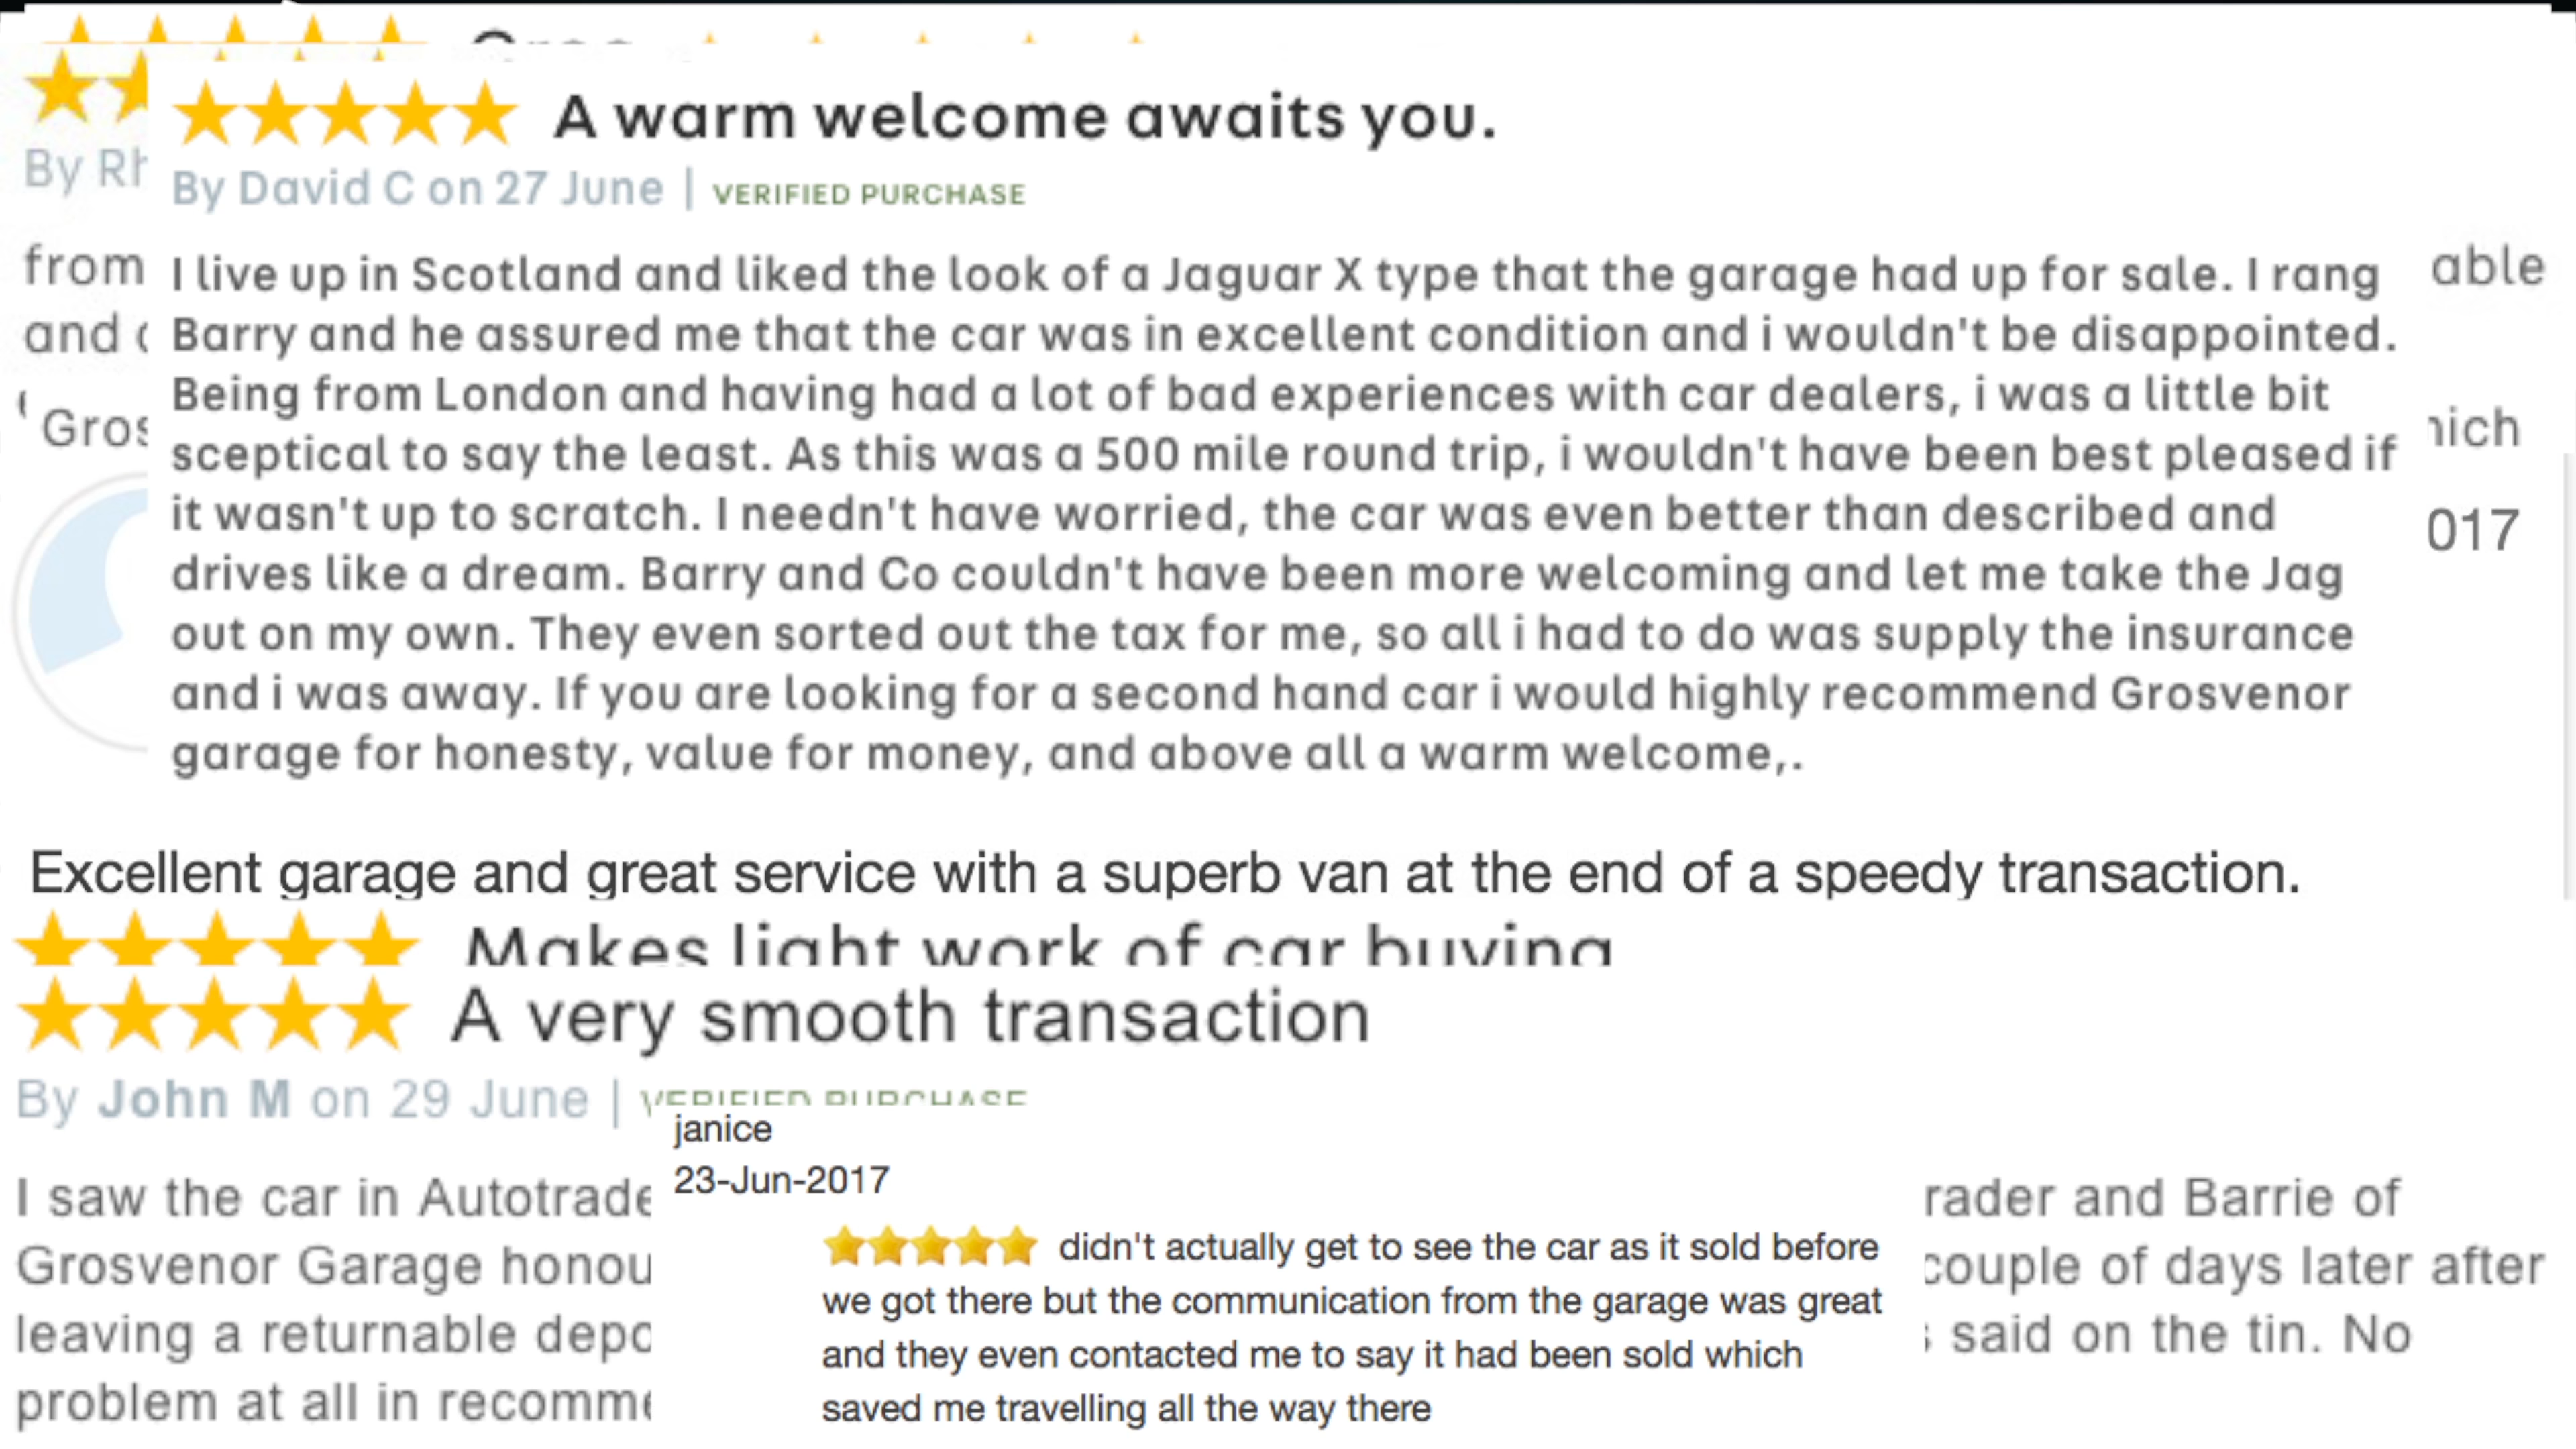 A warm welcome awaits you.
By David C on 27 June | VERIFIED PURCHASE
from
able
I live up in Scotland and liked the look of a Jaguar X type that the garage had up for sale. I rang
and
Barry and he assured me that the car was in excellent condition and i wouldn't be disappointed.
Being from London and having had a lot of bad experiences with car dealers, i was a little bit
sceptical to say the least. As this was a 500 mile round trip, i wouldn't have been best pleased if
it wasn't up to scratch. I needn't have worried, the car was even better than described and
drives like a dream. Barry and Co couldn't have been more welcoming and let me take the Jag
out on my own. They even sorted out the tax for me, so all i had to do was supply the insurance
and i was away. If you are looking for a second hand car i would highly recommend Grosvenor
garage for honesty, value for money, and above all a warm welcome,.
Excellent garage and great service with a superb van at the end of a speedy transaction.
Makes light work of car buying
A very smooth transaction
By John M on 29 June | VERIFIED PURCHASE
janice
23-Jun-2017
didn't actually get to see the car as it sold before
we got there but the communication from the garage was great
and they even contacted me to say it had been sold which
saved me travelling all the way there
I saw the car in Autotrade
rader and Barrie of
Grosvenor Garage honou
couple of days later after
leaving a returnable depo
said on the tin. No
problem at all in recomme